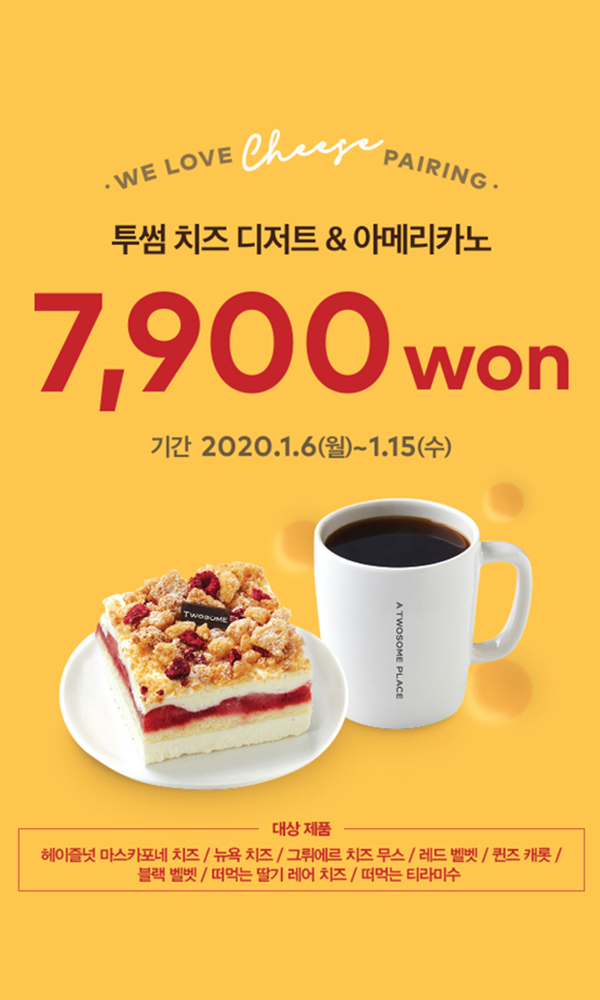 · WE LOVE Cheese PAIRING ·
투썸 치즈 디저트 & 아메리카노
7,900 won
기간 2020.1.6(월)~1.15(수)
TWOSOME
A TWOSOME PLACE
대상 제품
헤이즐넛 마스카포네 치즈 / 뉴욕 치즈 / 그뤼에르 치즈 무스 / 레드 벨벳 / 퀸즈 캐롯 /
블랙 벨벳 / 떠먹는 딸기 레어 치즈 / 떠먹는 티라미수